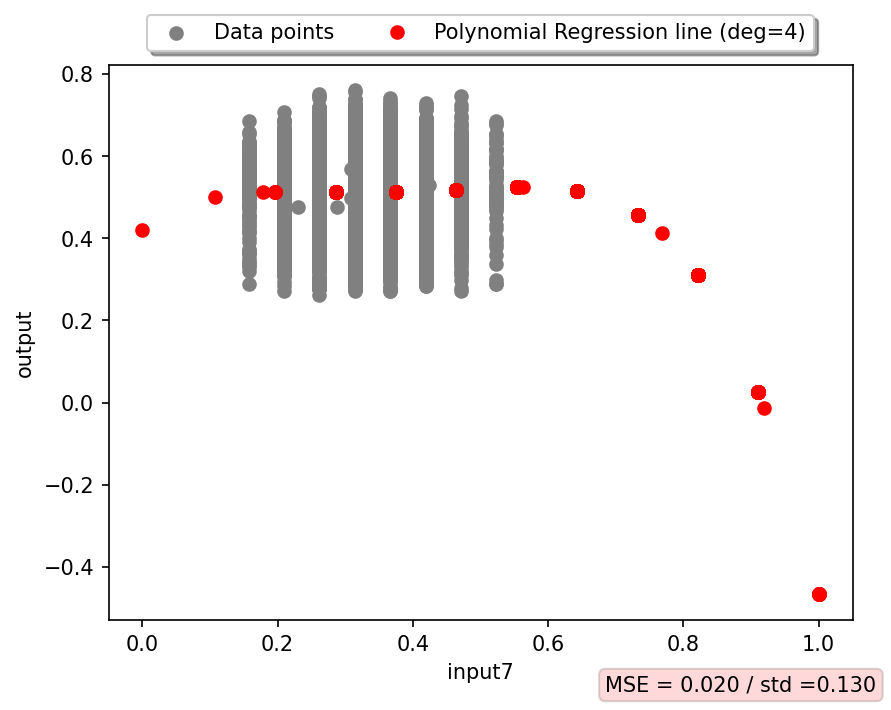 Data points
Polynomial Regression line (deg=4)
0.8
0.6
0.4
0.2
0.0
−0.2
−0.4
output
0.0 0.2 0.4 0.6 0.8 1.0
input7
MSE = 0.020 / std =0.130